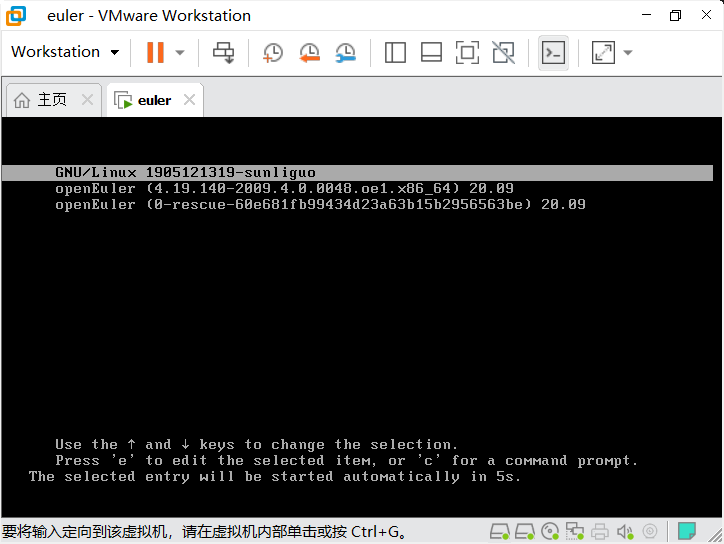 euler - VMware Workstation
Workstation
主页
euler
GNU/Linux 1905121319-sunliguo
openEuler (4.19.140-2009.4.0.0048.oe1.x86_64) 20.09
openEuler (0-rescue-60e681fb99434d23a63b15b2956563be) 20.09
Use the ↑ and ↓ keys to change the selection.
Press 'e' to edit the selected item, or 'c' for a command prompt.
The selected entry will be started automatically in 5s.
要将输入定向到该虚拟机，请在虚拟机内部单击或按 Ctrl+G。